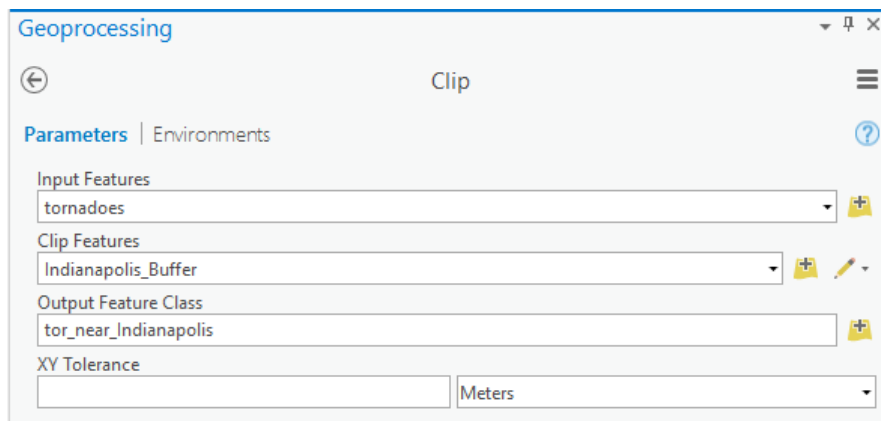 Geoprocessing
Clip
Parameters | Environments
Input Features
tornadoes
Clip Features
Indianapolis_Buffer
Output Feature Class
tor_near_Indianapolis
XY Tolerance
Meters